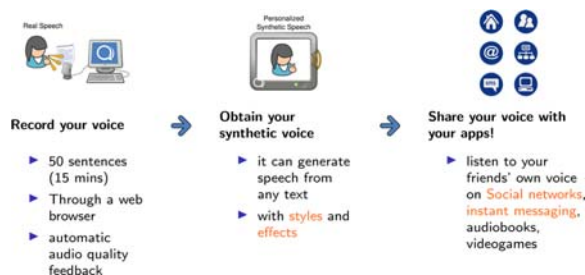 Real Speech
Personalized
Synthetic Speech
@
Record your voice
Obtain your
synthetic voice
Share your voice with
your apps!
50 sentences
(15 mins)
Through a web
browser
automatic
audio quality
feedback
it can generate
speech from
any text
with styles and
effects
listen to your
friends' own voice
on Social networks,
instant messaging,
audiobooks,
videogames